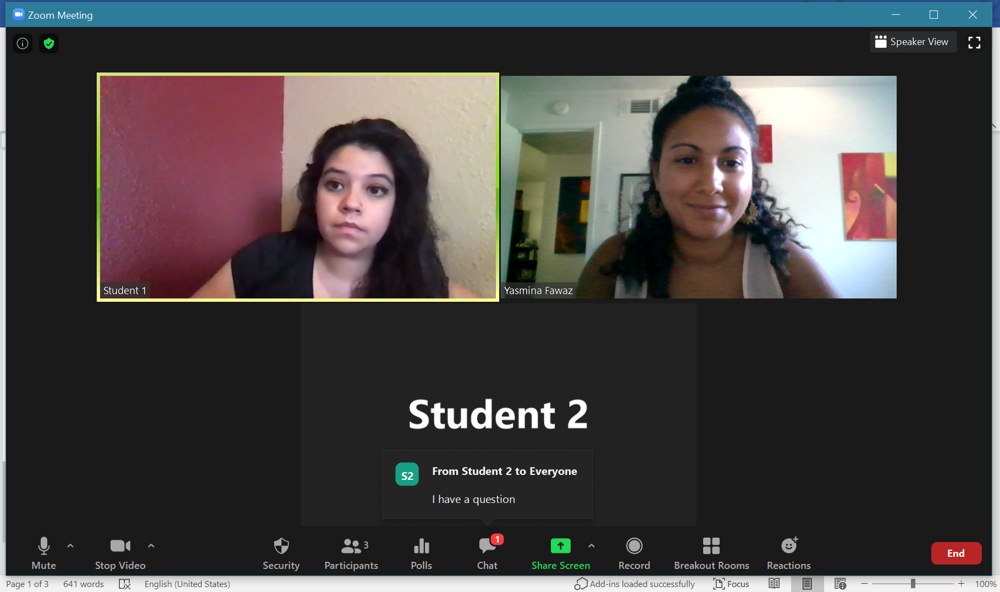 Zoom Meeting
Speaker View
Student 1
Yasmina Fawaz
Student 2
S2
From Student 2 to Everyone
I have a question
Mute
Stop Video
Security
Participants
3
Polls
Chat
1
Share Screen
Record
Breakout Rooms
Reactions
End
Page 1 of 3
641 words
English (United States)
Add-ins loaded successfully
Focus
100%